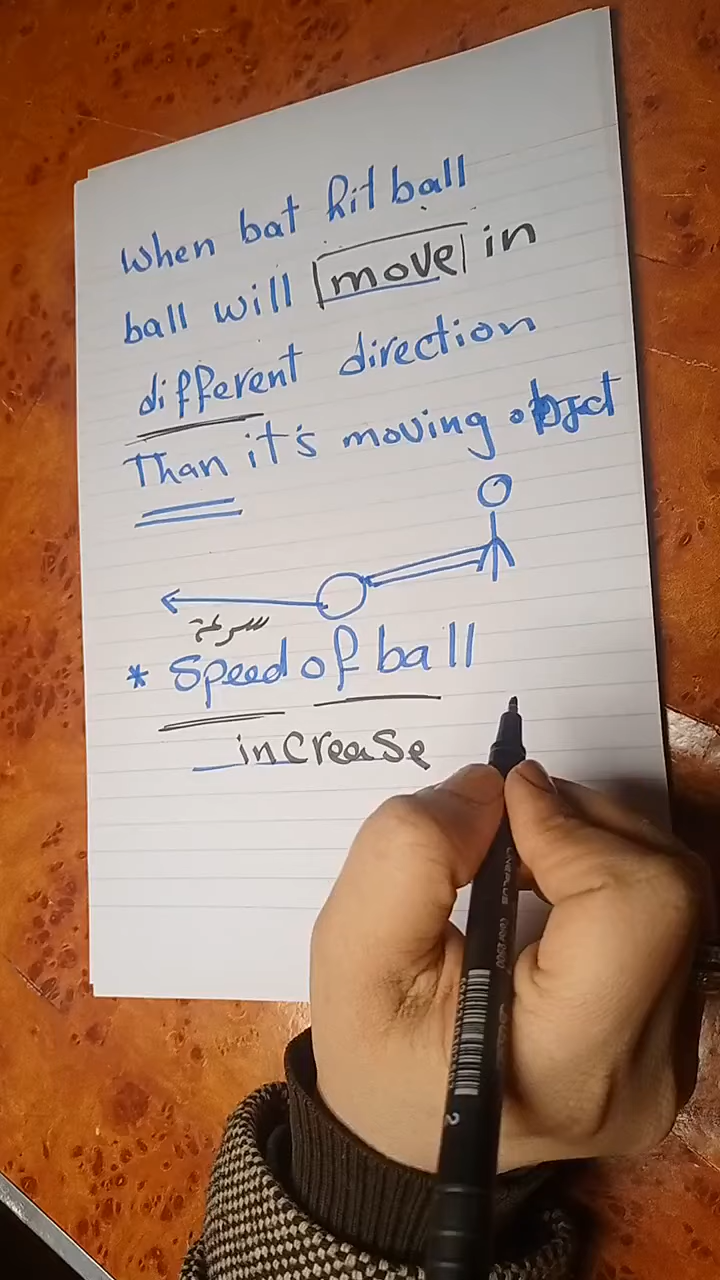 When bat hit ball
ball will move in
different direction
Than it's moving object
سرعة
* Speed of ball
increase
2